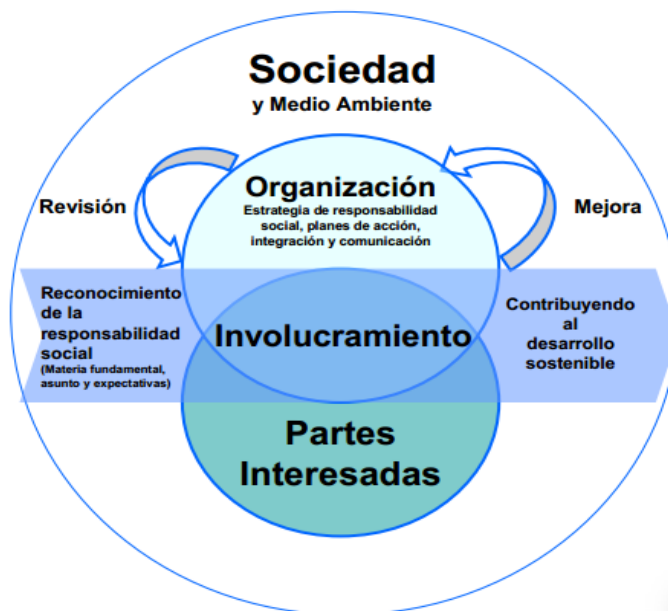 Sociedad
y Medio Ambiente
Organización
Estrategia de responsabilidad
social, planes de acción,
integración y comunicación
Revisión
Mejora
Reconocimiento
de la
responsabilidad
social
(Materia fundamental,
asunto y expectativas)
Involucramiento
Contribuyendo
al
desarrollo
sostenible
Partes
Interesadas